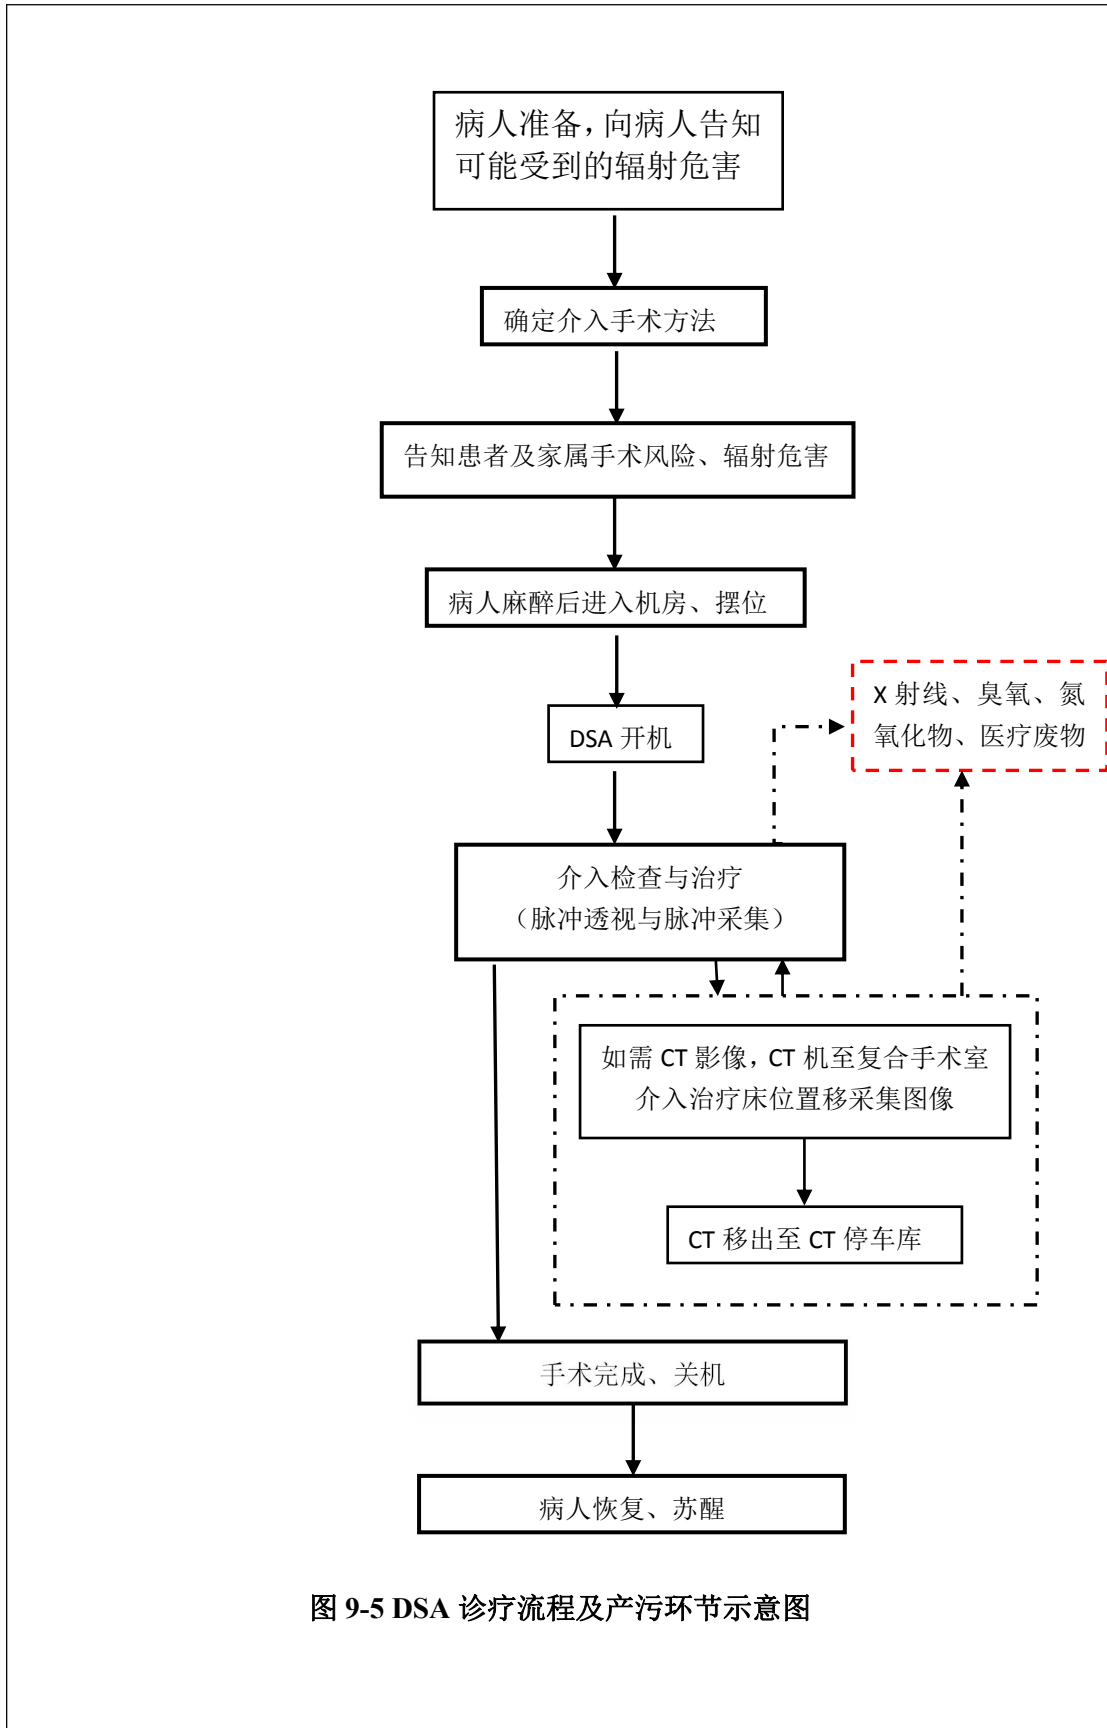 病人准备，向病人告知
可能受到的辐射危害
确定介入手术方法
告知患者及家属手术风险、辐射危害
病人麻醉后进入机房、摆位
X 射线、臭氧、氮
氧化物、医疗废物
DSA 开机
介入检查与治疗
（脉冲透视与脉冲采集）
如需 CT 影像，CT 机至复合手术室
介入治疗床位置移采集图像
CT 移出至 CT 停车库
手术完成、关机
病人恢复、苏醒
图 9-5 DSA 诊疗流程及产污环节示意图